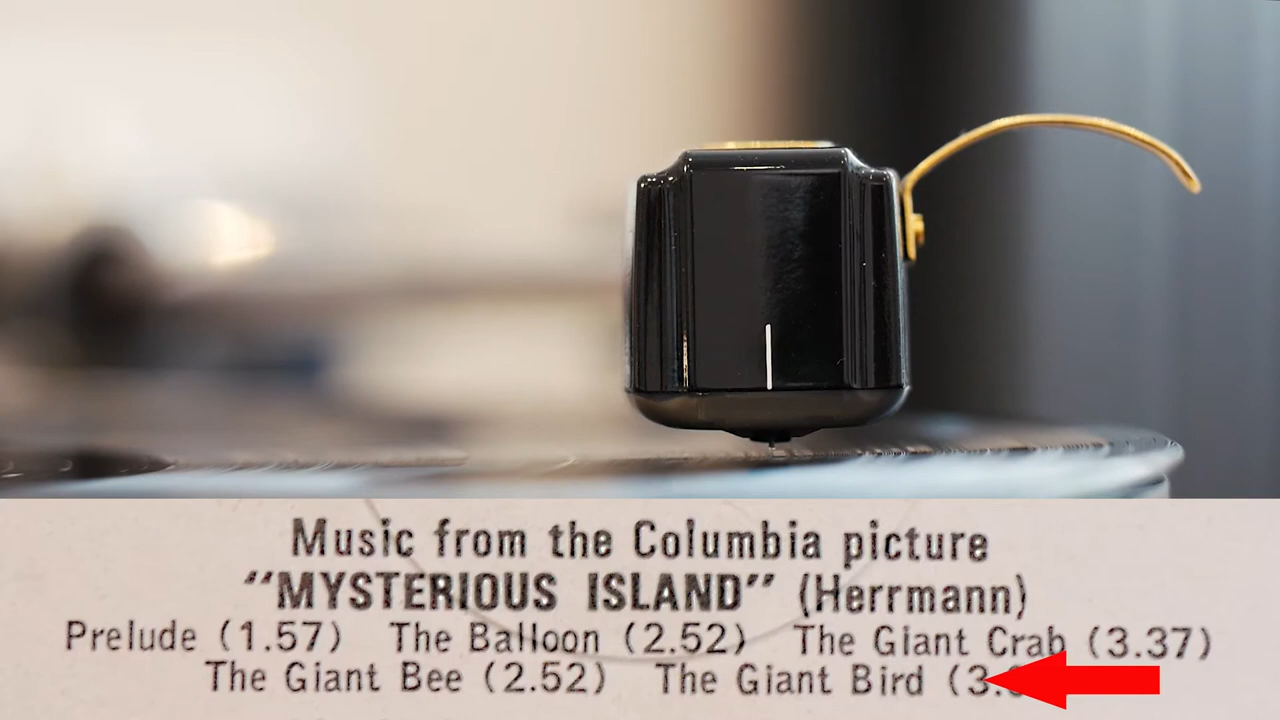 Music from the Columbia picture
“MYSTERIOUS ISLAND” (Herrmann)
Prelude (1.57) The Balloon (2.52) The Giant Crab (3.37)
The Giant Bee (2.52) The Giant Bird